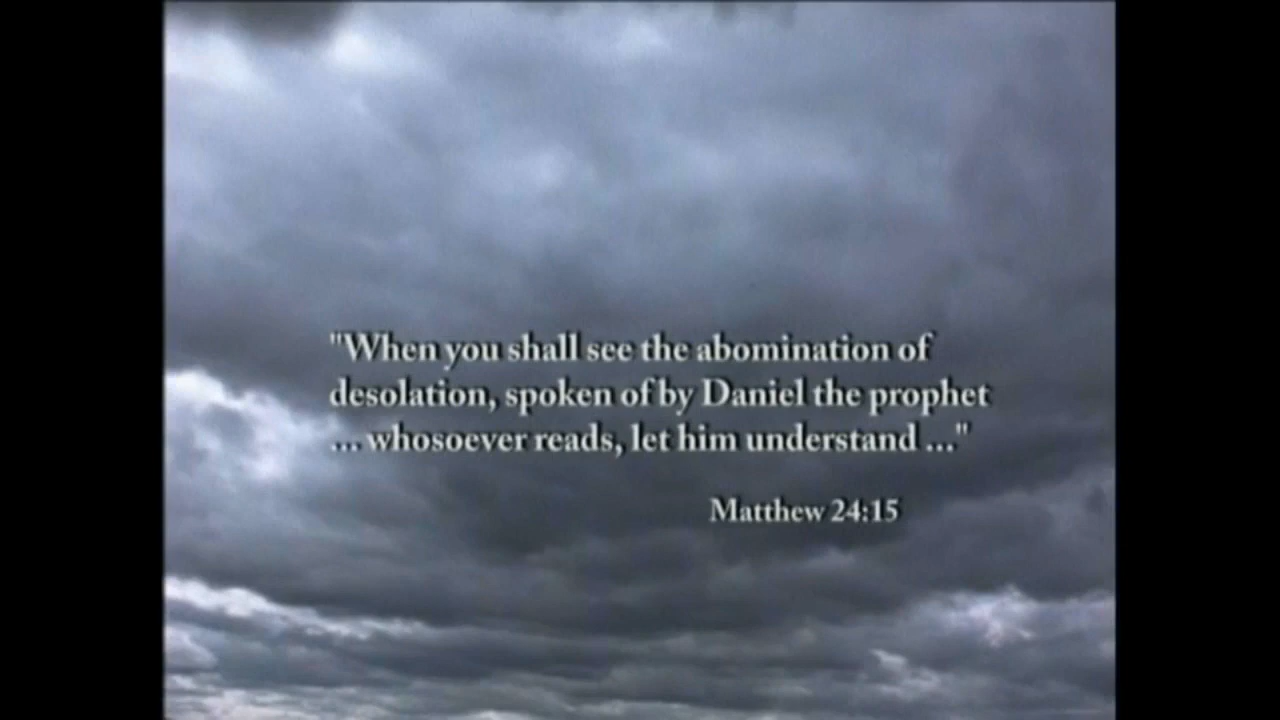 "When you shall see the abomination of
desolation, spoken of by Daniel the prophet
... whosoever reads, let him understand ..."
Matthew 24:15